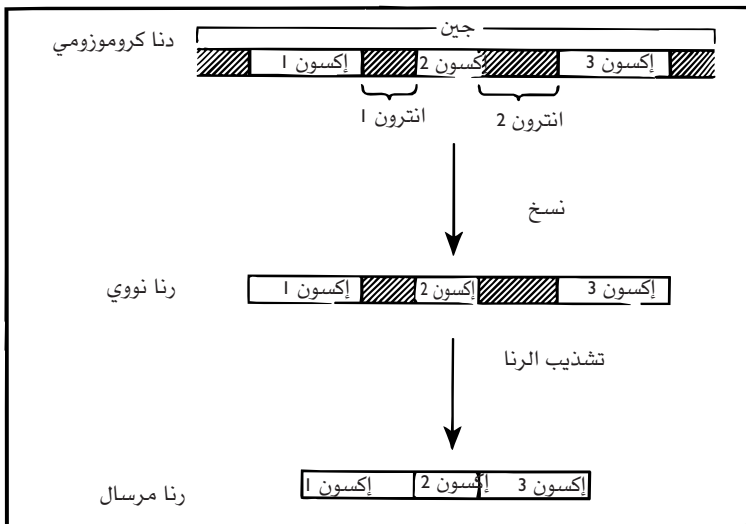 جين
دنا كروموزومي
إكسون 1
إكسون 2
إكسون 3
انترون 1
انترون 2
نسخ
رنا نووي
إكسون 1
إكسون 2
إكسون 3
تشذيب الرنا
رنا مرسال
إكسون 1
إكسون 2
إكسون 3